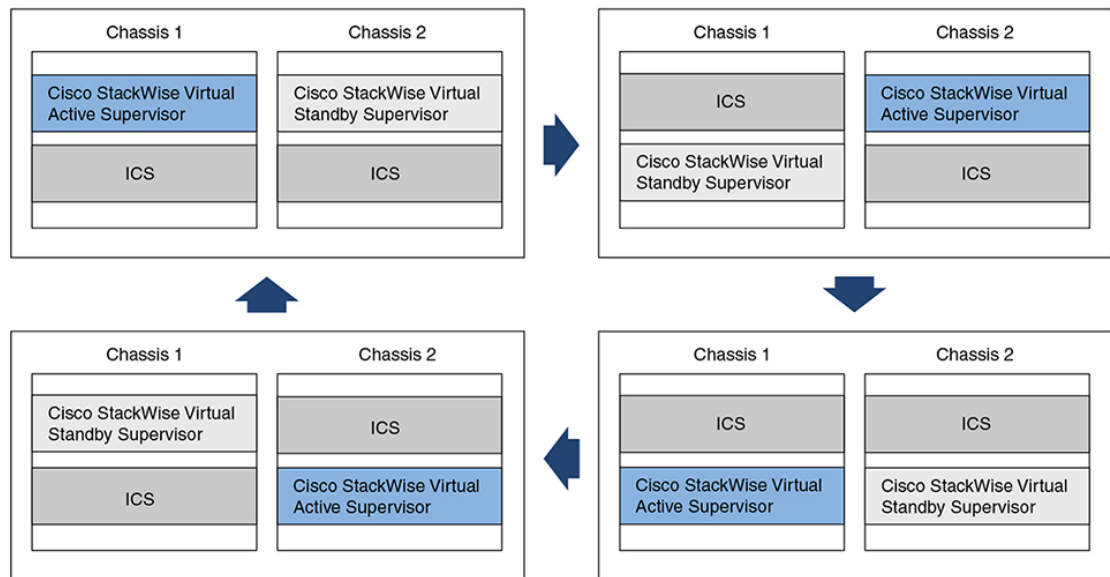 Chassis 1
Chassis 2
Cisco StackWise Virtual
Active Supervisor
Cisco StackWise Virtual
Standby Supervisor
ICS
ICS
Chassis 1
Chassis 2
ICS
Cisco StackWise Virtual
Active Supervisor
Cisco StackWise Virtual
Standby Supervisor
ICS
Chassis 1
Chassis 2
Cisco StackWise Virtual
Standby Supervisor
ICS
ICS
Cisco StackWise Virtual
Active Supervisor
Chassis 1
Chassis 2
ICS
ICS
Cisco StackWise Virtual
Active Supervisor
Cisco StackWise Virtual
Standby Supervisor